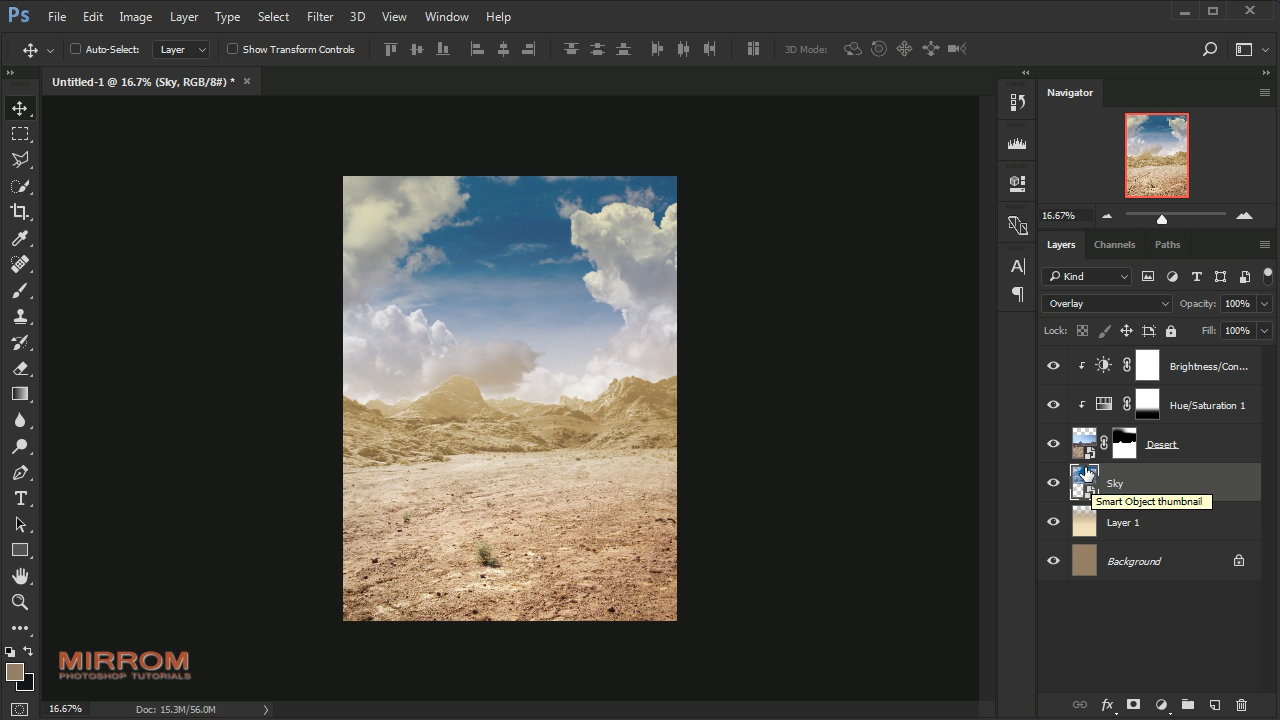 Ps File Edit Image Layer Type Select Filter 3D View Window Help
Auto-Select: Layer Show Transform Controls 3D Mode:
Untitled-1 @ 16.7% (Sky, RGB/8#) * ×
Navigator
16.67%
Layers Channels Paths
Kind
Overlay Opacity: 100%
Lock: Fill: 100%
Brightness/Con...
Hue/Saturation 1
Desert
Sky
Smart Object thumbnail
Layer 1
Background
fx
MIRROM
PHOTOSHOP TUTORIALS
16.67% Doc: 15.3M/56.0M